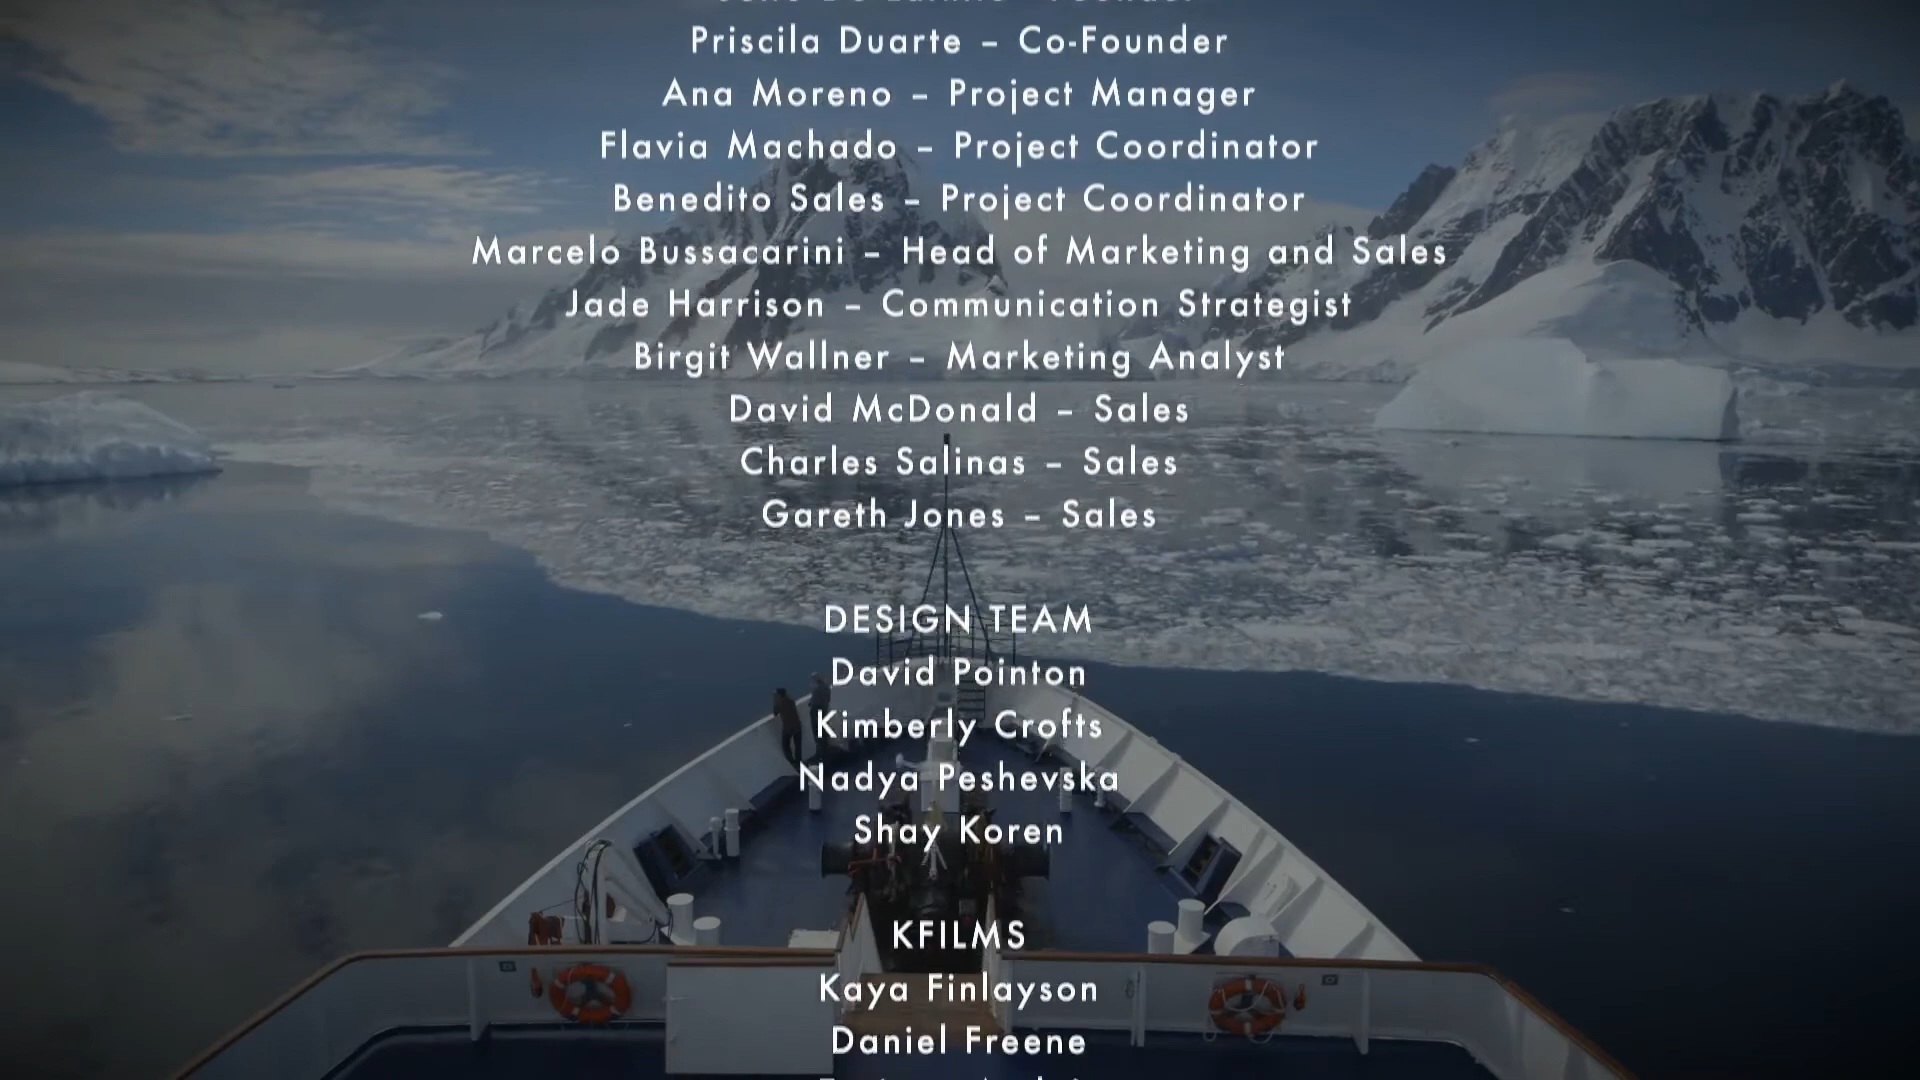 Priscila Duarte – Co-Founder
Ana Moreno – Project Manager
Flavia Machado – Project Coordinator
Benedito Sales – Project Coordinator
Marcelo Bussacarini – Head of Marketing and Sales
Jade Harrison – Communication Strategist
Birgit Wallner – Marketing Analyst
David McDonald – Sales
Charles Salinas – Sales
Gareth Jones – Sales
DESIGN TEAM
David Pointon
Kimberly Crofts
Nadya Peshevska
Shay Koren
KFILMS
Kaya Finlayson
Daniel Freene